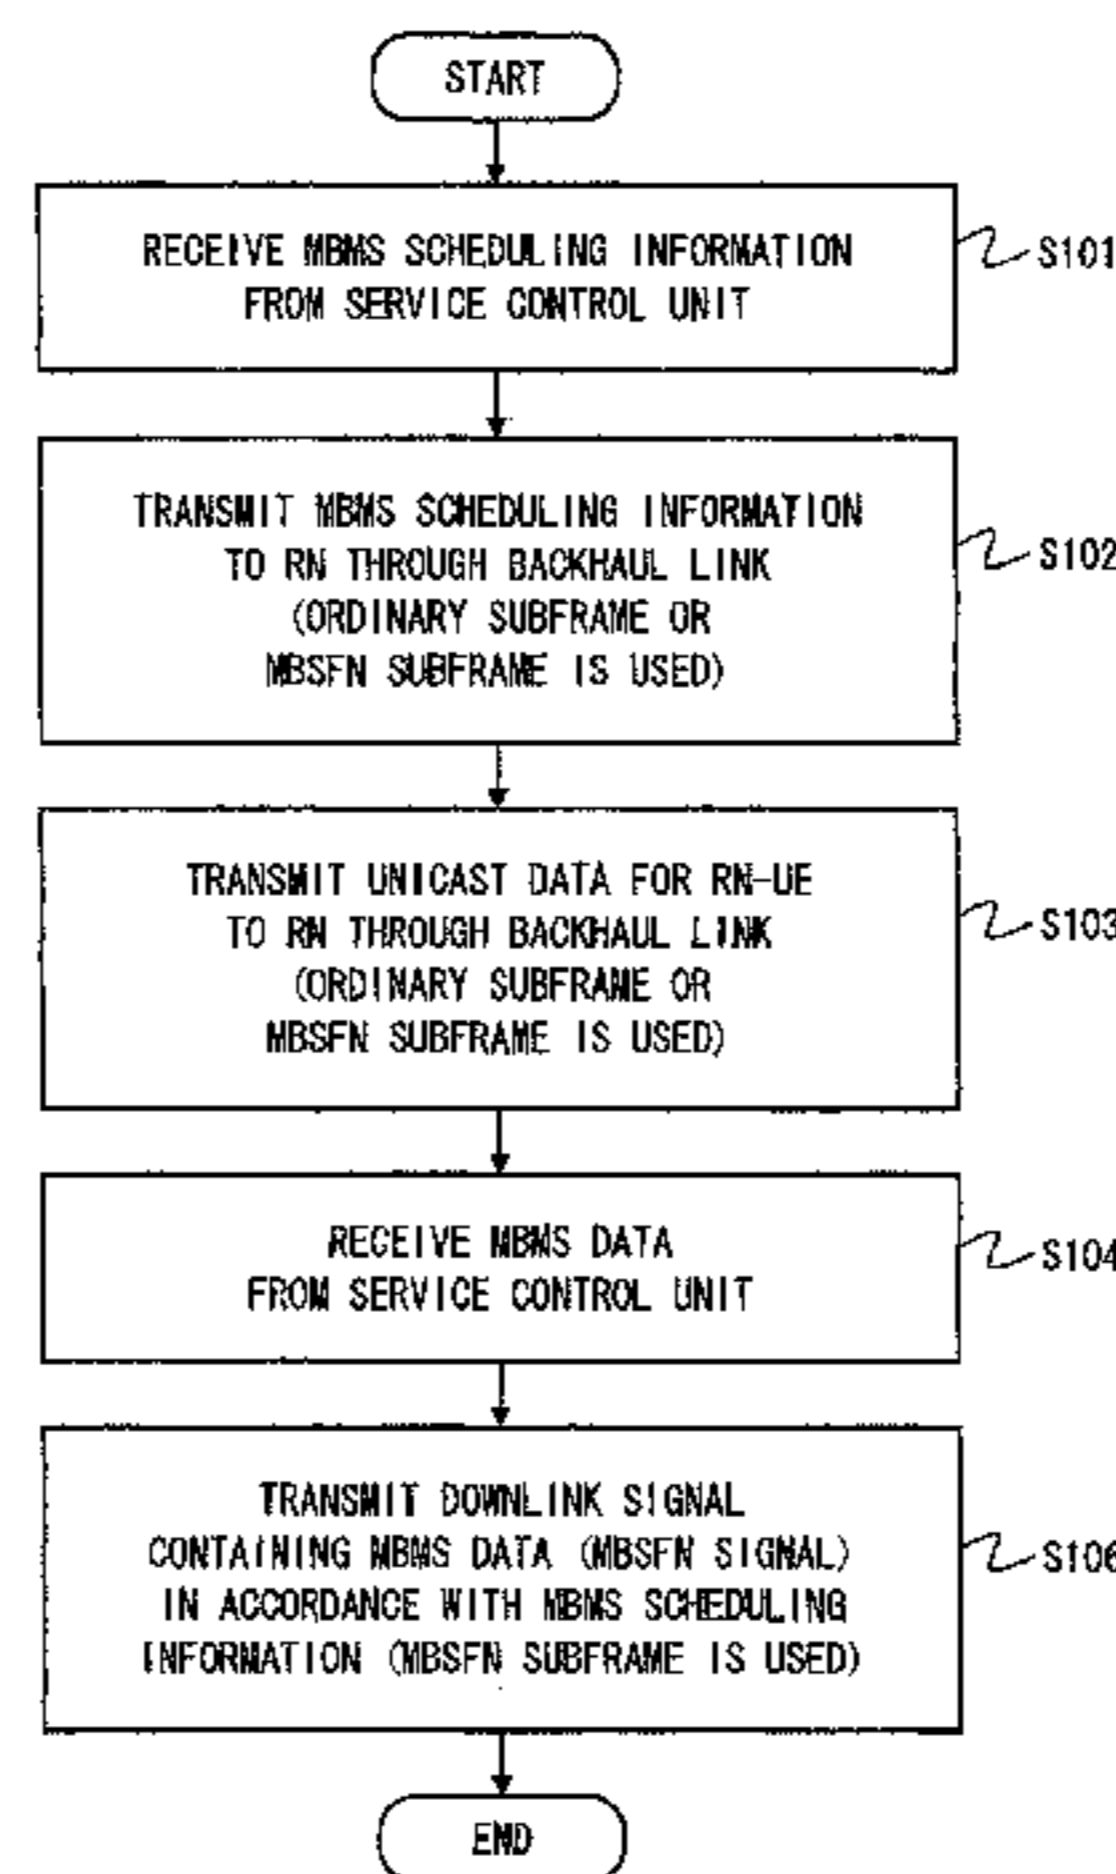 START
RECEIVE MBMS SCHEDULING INFORMATION
FROM SERVICE CONTROL UNIT
S101
TRANSMIT MBMS SCHEDULING INFORMATION
TO RN THROUGH BACKHAUL LINK
(ORDINARY SUBFRAME OR
MBSFN SUBFRAME IS USED)
S102
TRANSMIT UNICAST DATA FOR RN-UE
TO RN THROUGH BACKHAUL LINK
(ORDINARY SUBFRAME OR
MBSFN SUBFRAME IS USED)
S103
RECEIVE MBMS DATA
FROM SERVICE CONTROL UNIT
S104
TRANSMIT DOWNLINK SIGNAL
CONTAINING MBMS DATA (MBSFN SIGNAL)
IN ACCORDANCE WITH MBMS SCHEDULING
INFORMATION (MBSFN SUBFRAME IS USED)
S106
END